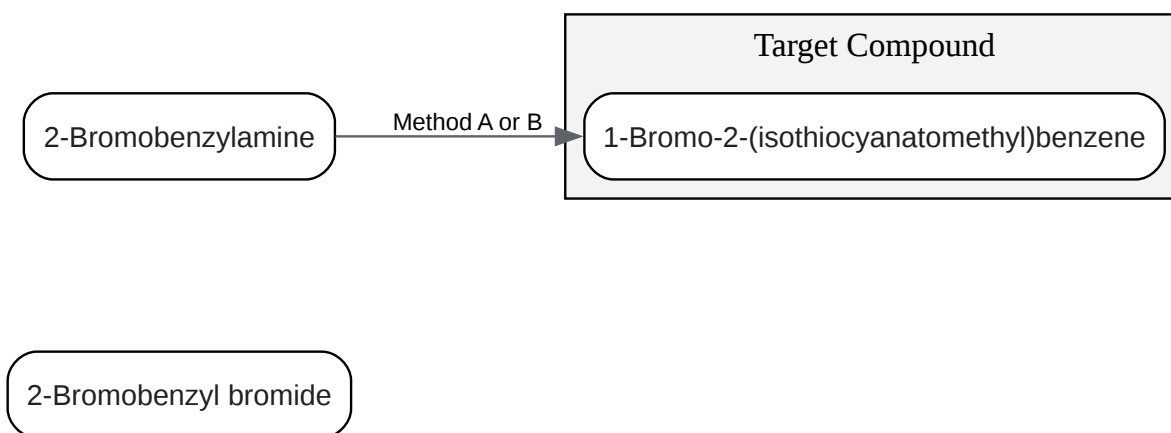 Target Compound
2-Bromobenzylamine
Method A or B
1-Bromo-2-(isothiocyanatomethyl)benzene
2-Bromobenzyl bromide